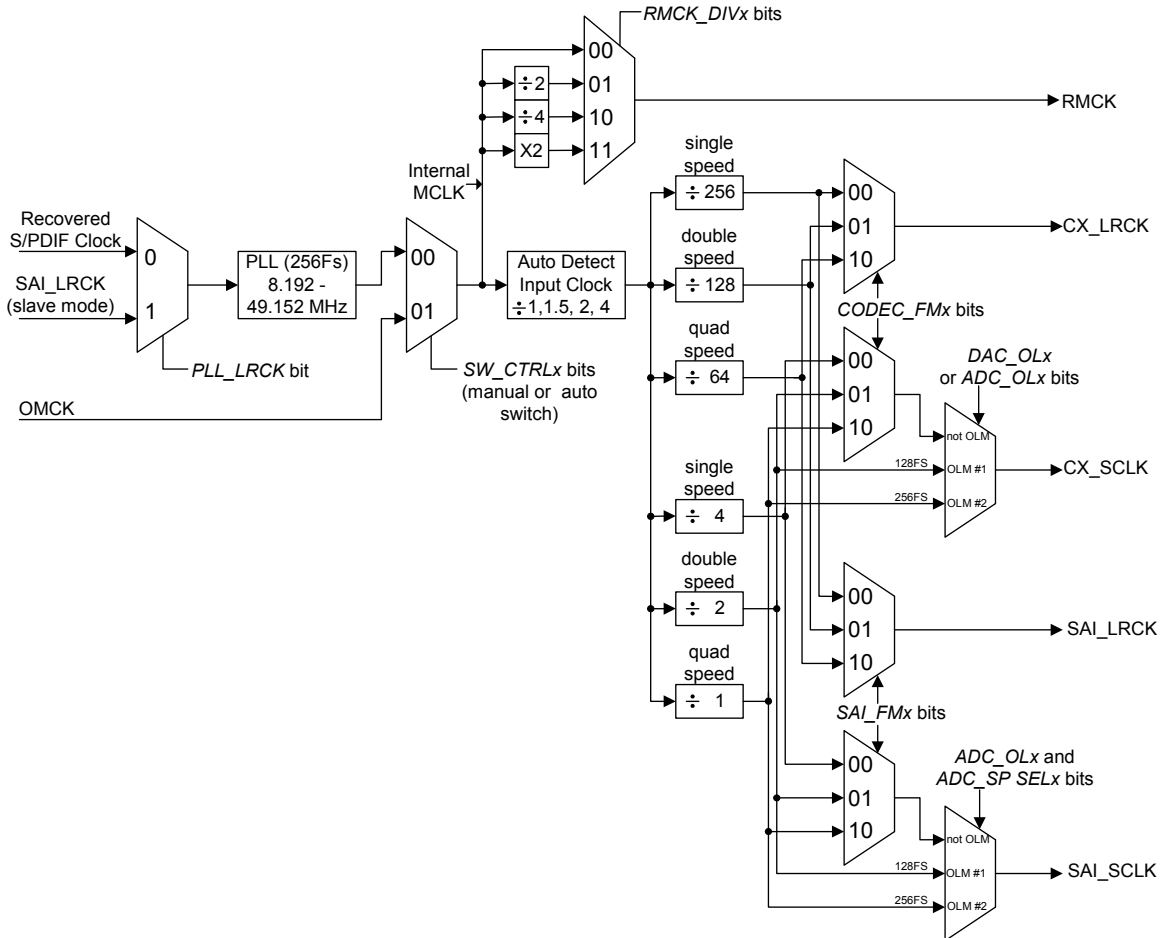 RMCK_DIVx bits
00
÷2
01
÷4
10
X2
11
RMCK
Internal
MCLK
single
speed
÷ 256
00
01
10
CX_LRCK
Recovered
S/PDIF Clock
0
SAI_LRCK
(slave mode)
1
PLL (256Fs)
8.192 -
49.152 MHz
00
01
Auto Detect
Input Clock
÷1,1.5, 2, 4
double
speed
÷ 128
CODEC_FMx bits
PLL_LRCK bit
SW_CTRLx bits
(manual or auto
switch)
OMCK
quad
speed
÷ 64
00
01
10
DAC_OLx
or ADC_OLx bits
not OLM
128FS
OLM #1
256FS
OLM #2
CX_SCLK
single
speed
÷ 4
double
speed
÷ 2
00
01
10
SAI_LRCK
quad
speed
÷ 1
SAI_FMx bits
00
01
10
ADC_OLx and
ADC_SP SELx bits
not OLM
128FS
OLM #1
256FS
OLM #2
SAI_SCLK